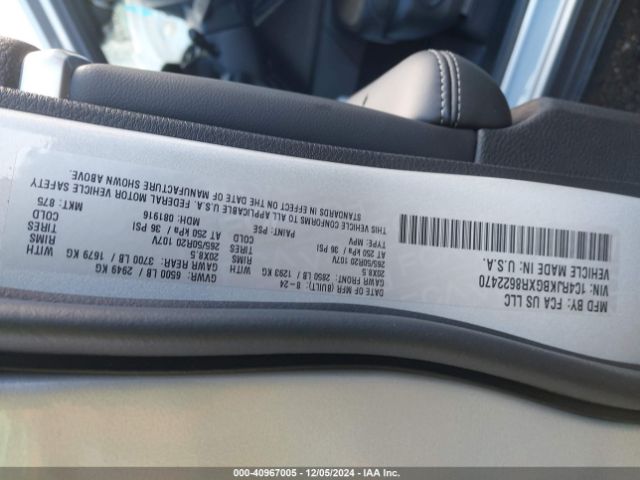 MFD BY: FCA US LLC
DATE OF MFR (BUILT): 8-24
GVWR: 6500 LB / 2949 KG
GAWR FRONT: 2850 LB / 1293 KG
WITH
TIRES
265/50R20 107V
RIMS
20X8.5
AT 250 kPa / 36 PSI
COLD
GAWR REAR: 3700 LB / 1679 KG
WITH
TIRES
265/50R20 107V
RIMS
20X8.5
AT 250 kPa / 36 PSI
COLD
VIN: 1C4RJKBGXR8622470
TYPE: MPV
PAINT: PSE
MDH: 081916
MKT: 875
VEHICLE MADE IN: U.S.A.
THIS VEHICLE CONFORMS TO ALL APPLICABLE U.S.A. FEDERAL MOTOR VEHICLE SAFETY
STANDARDS IN EFFECT ON THE DATE OF MANUFACTURE SHOWN ABOVE.
000-40967005 - 12/05/2024 - IAAI.COM